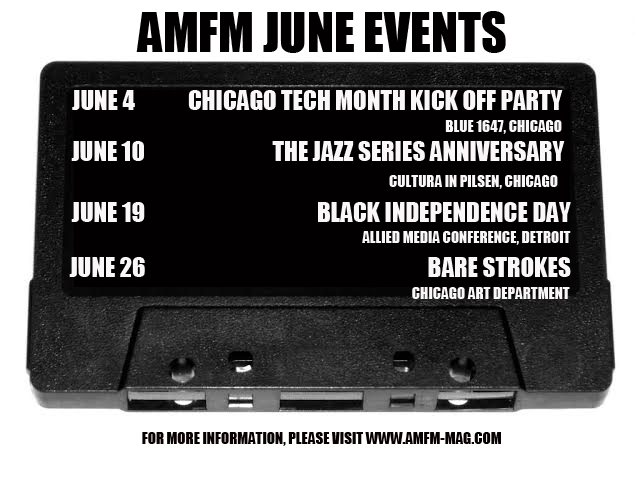 AMFM JUNE EVENTS
JUNE 4 CHICAGO TECH MONTH KICK OFF PARTY
BLUE 1647, CHICAGO
JUNE 10 THE JAZZ SERIES ANNIVERSARY
CULTURA IN PILSEN, CHICAGO
JUNE 19 BLACK INDEPENDENCE DAY
ALLIED MEDIA CONFERENCE, DETROIT
JUNE 26 BARE STROKES
CHICAGO ART DEPARTMENT
FOR MORE INFORMATION, PLEASE VISIT WWW.AMFM-MAG.COM